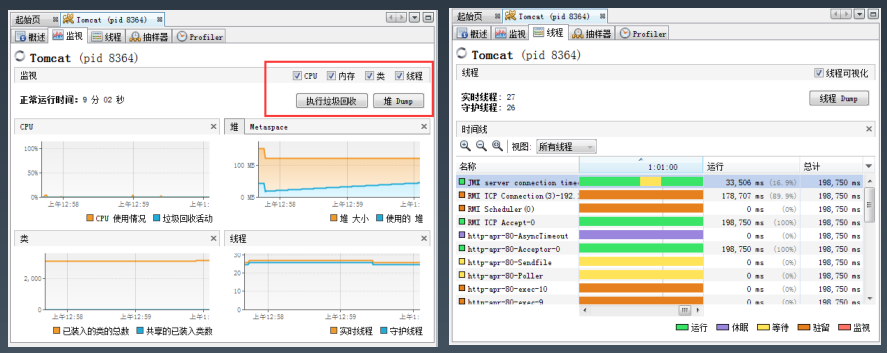 起始页 Tomcat (pid 8364)
概述 监视 线程 抽样器 Profiler
Tomcat (pid 8364)
监视
CPU 内存 类 线程
正常运行时间: 9 分 02 秒
执行垃圾回收 堆 Dump
CPU
100%
50%
0%
上午12:58 上午12:59 上午1:
CPU 使用情况 垃圾回收活动
堆 Metaspace
100 MB
0 MB
上午12:58 上午12:59 上午1:
堆 大小 使用的 堆
类
2,000
0
上午12:58 上午12:59 上午1:
已装入的类的总数 共享的已装入类数
线程
30
20
10
0
上午12:58 上午12:59 上午1:
实时线程 守护线程
起始页 Tomcat (pid 8364)
概述 监视 线程 抽样器 Profiler
Tomcat (pid 8364)
线程
线程可视化
实时线程: 27
守护线程: 26
线程 Dump
时间线
视图: 所有线程
名称 1:01:00 运行 总计
JMX server connection time 33,506 ms (16.9%) 198,750 ms
RMI TCP Connection(3)-192. 178,707 ms (89.9%) 198,750 ms
RMI Scheduler(0) 0 ms (0%) 198,750 ms
RMI TCP Accept-0 198,750 ms (100%) 198,750 ms
http-apr-80-AsyncTimeout 0 ms (0%) 198,750 ms
http-apr-80-Acceptor-0 198,750 ms (100%) 198,750 ms
http-apr-80-Sendfile 0 ms (0%) 198,750 ms
http-apr-80-Poller 0 ms (0%) 198,750 ms
http-apr-80-exec-10 0 ms (0%) 198,750 ms
http-apr-80-exec-9 0 ms (0%) 198,750 ms
运行 休眠 等待 驻留 监视